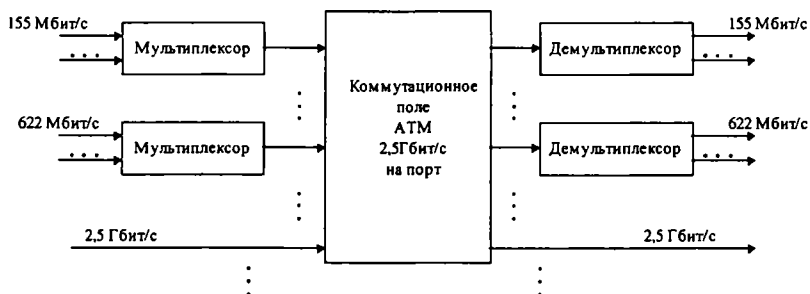 155 Мбит/с
Мультиплексор
Демультиплексор
155 Мбит/с
Коммутационное
поле
АТМ
2,5Гбит/с
на порт
622 Мбит/с
Мультиплексор
Демультиплексор
622 Мбит/с
2,5 Гбит/с
2,5 Гбит/с